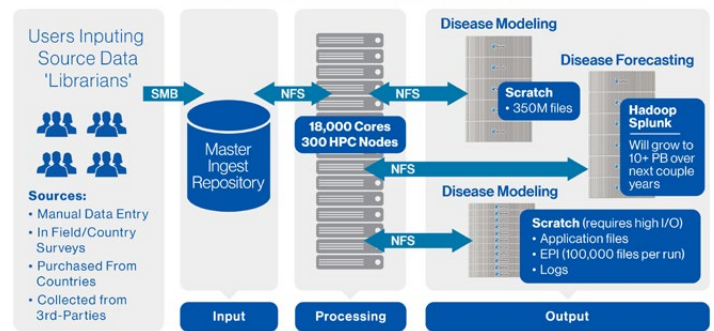 Users Inputing
Source Data
'Librarians'
Sources:
• Manual Data Entry
• In Field/Country
Surveys
• Purchased From
Countries
• Collected from
3rd-Parties
SMB
Master
Ingest
Repository
Input
NFS
18,000 Cores
300 HPC Nodes
Processing
NFS
Disease Modeling
Scratch
• 350M files
NFS
Disease Forecasting
Hadoop
Splunk
Will grow to
10+ PB over
next couple
years
NFS
Disease Modeling
Scratch (requires high I/O)
• Application files
• EPI (100,000 files per run)
• Logs
Output